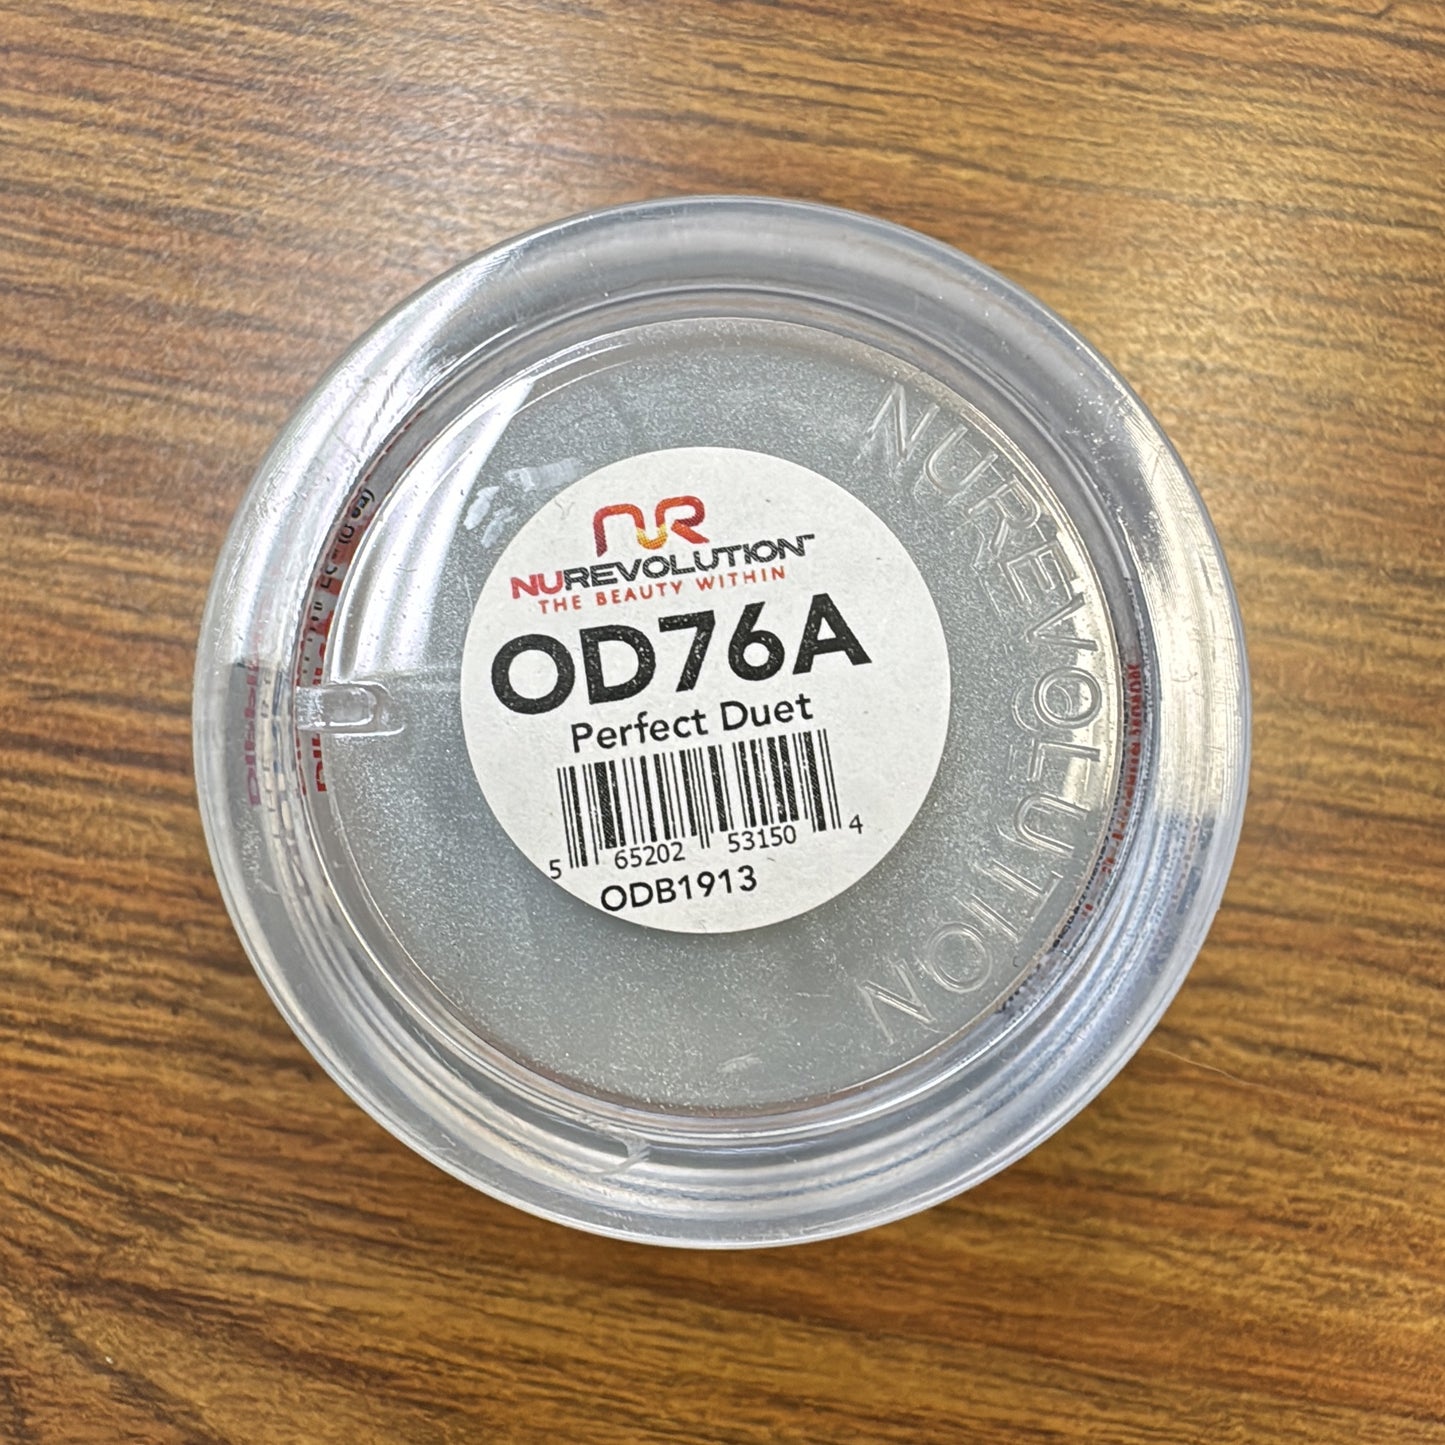 NR
NUREVOLUTION™
THE BEAUTY WITHIN
OD76A
Perfect Duet
5 65202 53150 4
ODB1913
NUREVOLUTION